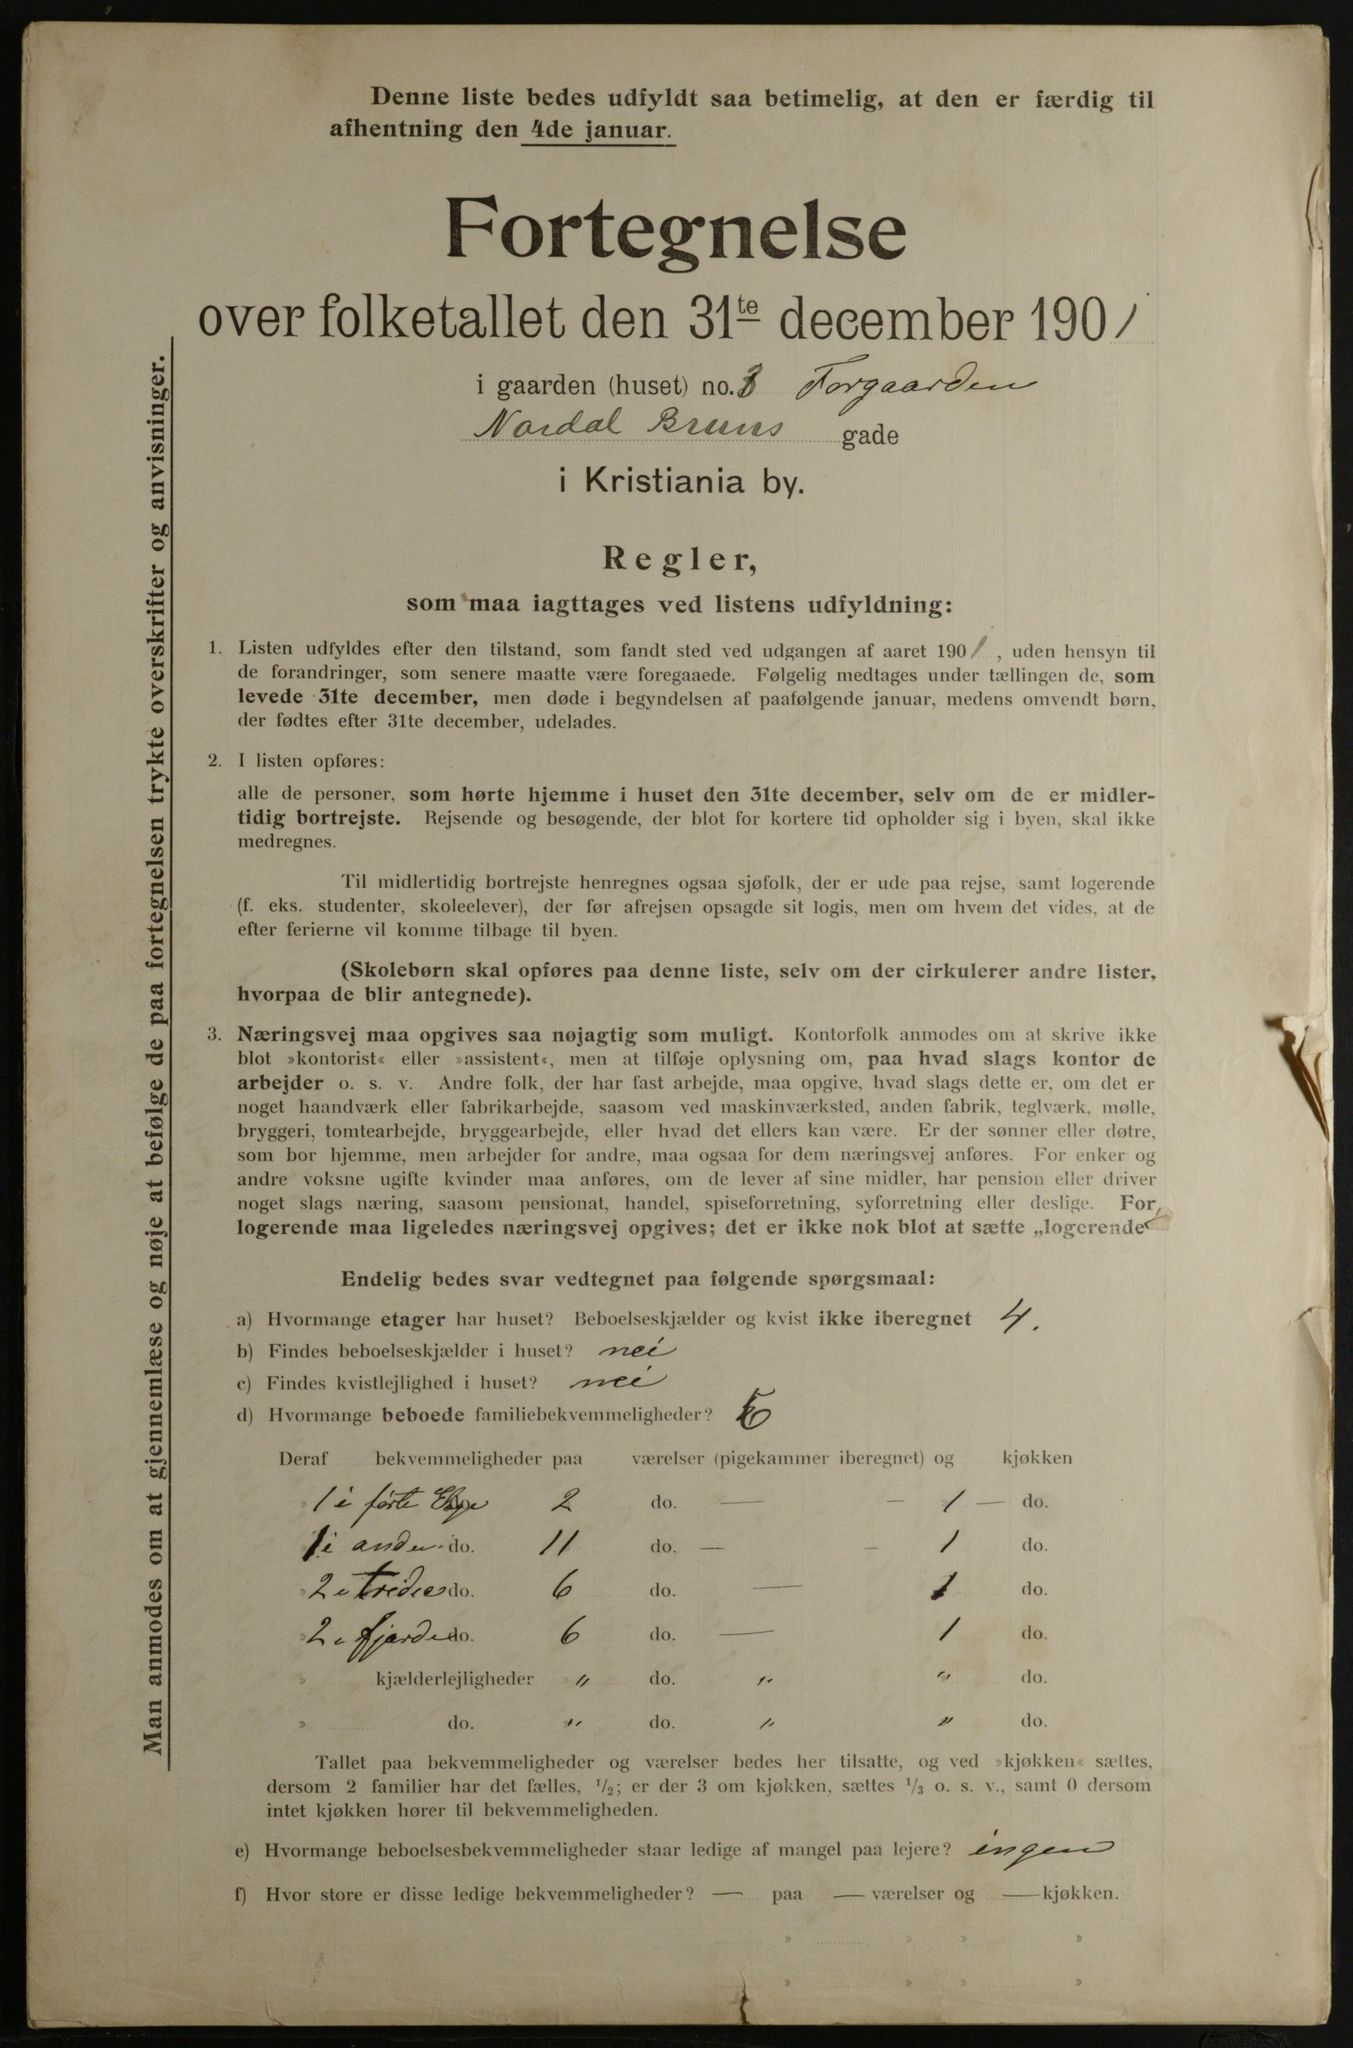 Denne liste bedes udfyldt saa betimelig, at den er færdig til
afhentning den 4de januar.
Fortegnelse
over folketallet den 31te december 1901
i gaarden (huset) no. Forgaarden
Nordal Bruns gade
i Kristiania by.
Regler,
som maa iagttages ved listens udfyldning:
1. Listen udfyldes efter den tilstand, som fandt sted ved udgangen af aaret 1901, uden hensyn til
de forandringer, som senere maatte være foregaaede. Følgelig medtages under tællingen de, som
levede 31te december, men døde i begyndelsen af paafølgende januar, medens omvendt børn,
der fødtes efter 31te december, udelades.
2. I listen opføres:
alle de personer, som hørte hjemme i huset den 31te december, selv om de er midler-
tidig bortrejste. Rejsende og besøgende, der blot for kortere tid opholder sig i byen, skal ikke
medregnes.
Til midlertidig bortrejste henregnes ogsaa sjøfolk, der er ude paa rejse, samt logerende
(f. eks. studenter, skoleelever), der før afrejsen opsagde sit logis, men om hvem det vides, at de
efter ferierne vil komme tilbage til byen.
(Skolebørn skal opføres paa denne liste, selv om der cirkulerer andre lister,
hvorpaa de blir antegnede).
3. Næringsvej maa opgives saa nøjagtig som muligt. Kontorfolk anmodes om at skrive ikke
blot »kontorist« eller »assistent«, men at tilføje oplysning om, paa hvad slags kontor de
arbejder o. s. v. Andre folk, der har fast arbejde, maa opgive, hvad slags dette er, om det er
noget haandværk eller fabrikarbejde, saasom ved maskinværksted, anden fabrik, teglværk, mølle,
bryggeri, tomtearbejde, bryggearbejde, eller hvad det ellers kan være. Er der sønner eller døtre,
som bor hjemme, men arbejder for andre, maa ogsaa for dem næringsvej anføres. For enker og
andre voksne ugifte kvinder maa anføres, om de lever af sine midler, har pension eller driver
noget slags næring, saasom pensionat, handel, spiseforretning, syforretning eller deslige. For
logerende maa ligeledes næringsvej opgives; det er ikke nok blot at sætte „logerende
Endelig bedes svar vedtegnet paa følgende spørgsmaal:
a) Hvormange etager har huset? Beboelseskjælder og kvist ikke iberegnet 4.
b) Findes beboelseskjælder i huset? nei
c) Findes kvistlejlighed i huset? nei
d) Hvormange beboede familiebekvemmeligheder?
Deraf bekvemmeligheder paa værelser (pigekammer iberegnet) og kjøkken
» 1 i første Etage 2 do. — — 1 — do.
1 i anden do. 11 do. — — 1 do.
» 2 i tredie do. 6 do. — 1 do.
» 2 i fjerde do. 6 do. — 1 do.
» kjælderlejligheder " do. " " do.
» do. " do. " " do.
Tallet paa bekvemmeligheder og værelser bedes her tilsatte, og ved »kjøkken« sættes,
dersom 2 familier har det fælles, 1/2; er der 3 om kjøkken, sættes 1/3 o. s. v., samt 0 dersom
intet kjøkken hører til bekvemmeligheden.
e) Hvormange beboelsesbekvemmeligheder staar ledige af mangel paa lejere? ingen
f) Hvor store er disse ledige bekvemmeligheder? — paa — værelser og — kjøkken.
» » » »
» » » »
Man anmodes om at gjennemlæse og nøje at befølge de paa fortegnelsen trykte overskrifter og anvisninger.